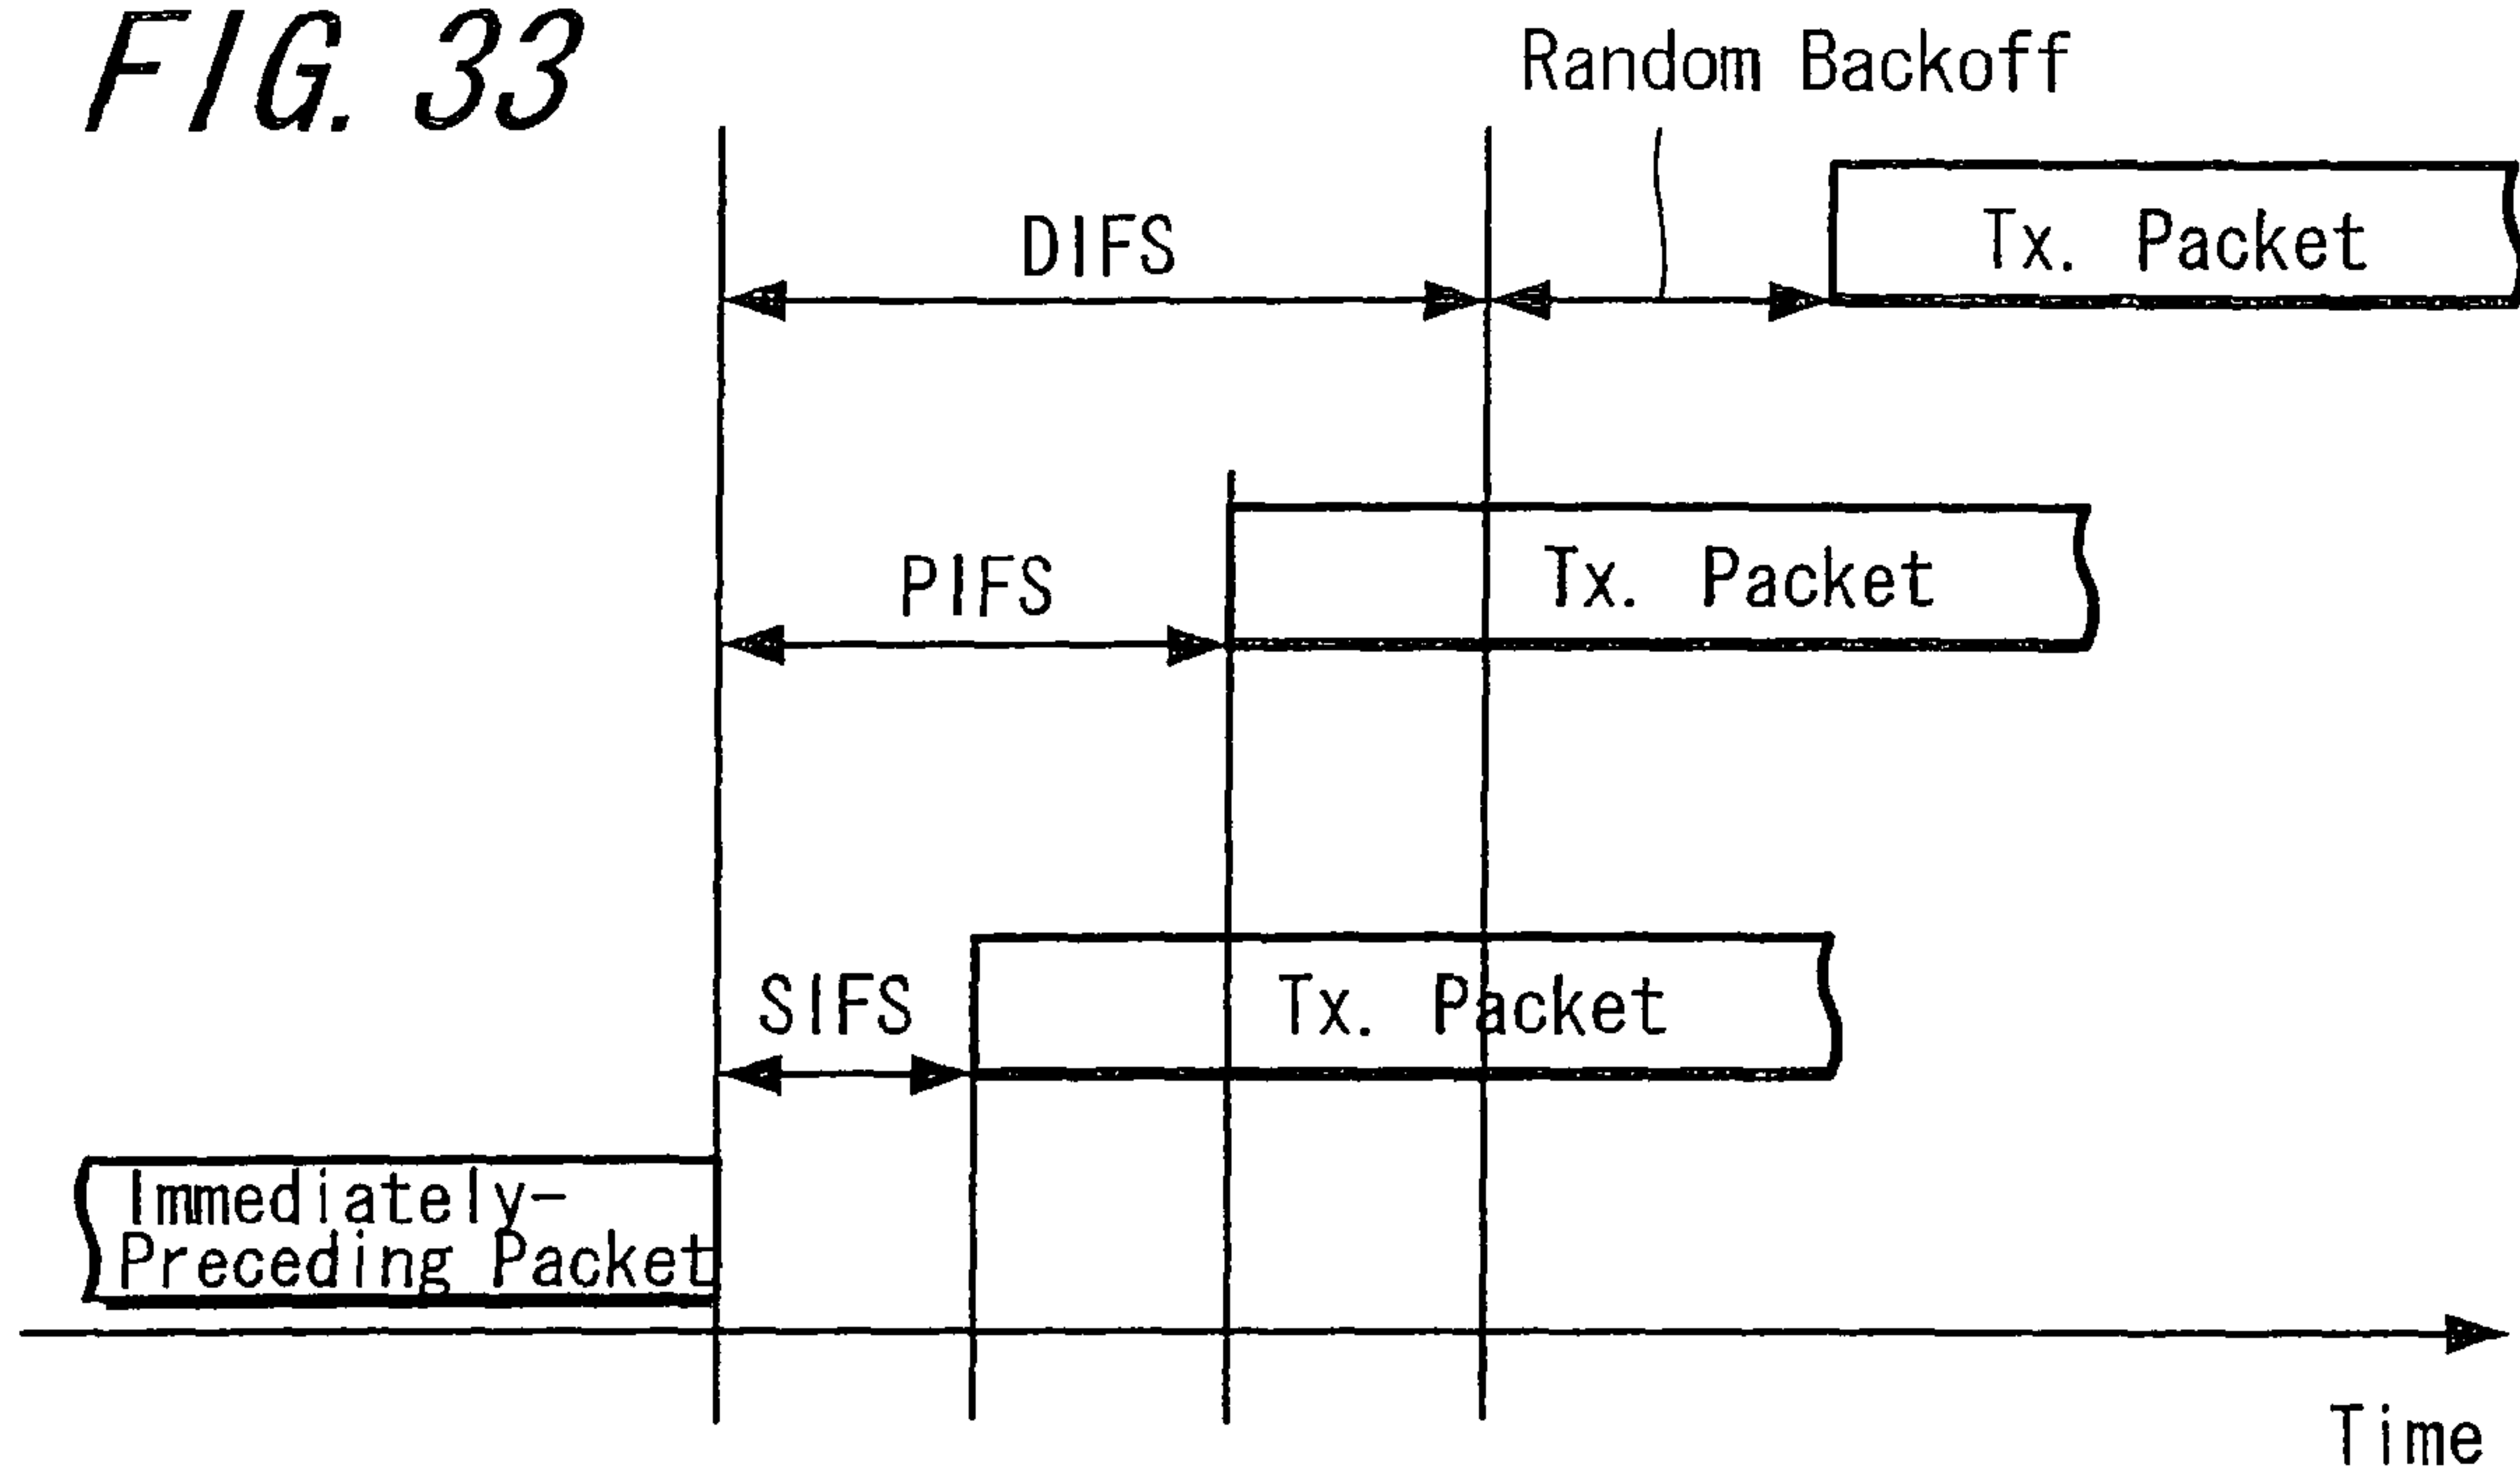 FIG. 33
Random Backoff
DIFS
Tx. Packet
PIFS
Tx. Packet
SIFS
Tx. Packet
Immediately-
Preceding Packet
Time